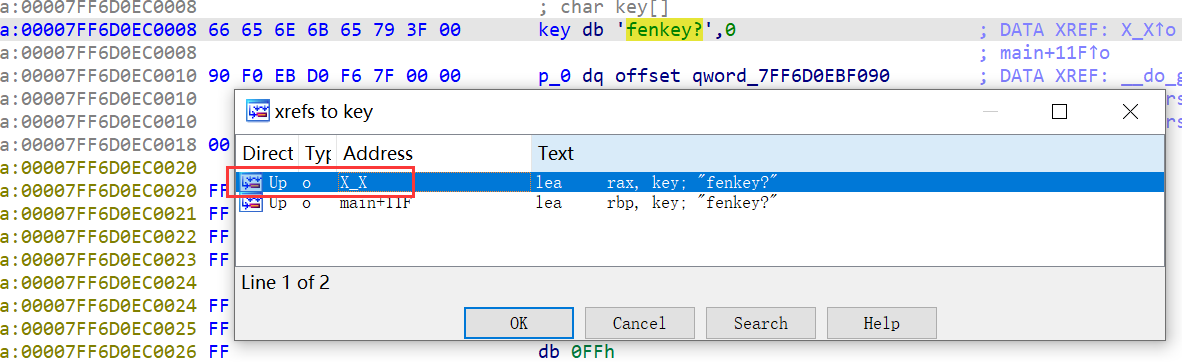 a:00007FF6D0EC0008 ; char key[]
a:00007FF6D0EC0008 66 65 6E 6B 65 79 3F 00 key db 'fenkey?',0 ; DATA XREF: X_X↑o
a:00007FF6D0EC0008 ; main+11F↑o
a:00007FF6D0EC0010 90 F0 EB D0 F6 7F 00 00 p_0 dq offset qword_7FF6D0EBF090 ; DATA XREF: __do_g
a:00007FF6D0EC0010
a:00007FF6D0EC0010
a:00007FF6D0EC0018 00
a:00007FF6D0EC0020
a:00007FF6D0EC0020 FF
a:00007FF6D0EC0021 FF
a:00007FF6D0EC0022 FF
a:00007FF6D0EC0023 FF
a:00007FF6D0EC0024
a:00007FF6D0EC0024 FF
a:00007FF6D0EC0025 FF
a:00007FF6D0EC0026 FF db 0FFh
xrefs to key
Direct Typ Address Text
Up o X_X lea rax, key; "fenkey?"
Up o main+11F lea rbp, key; "fenkey?"
Line 1 of 2
OK Cancel Search Help